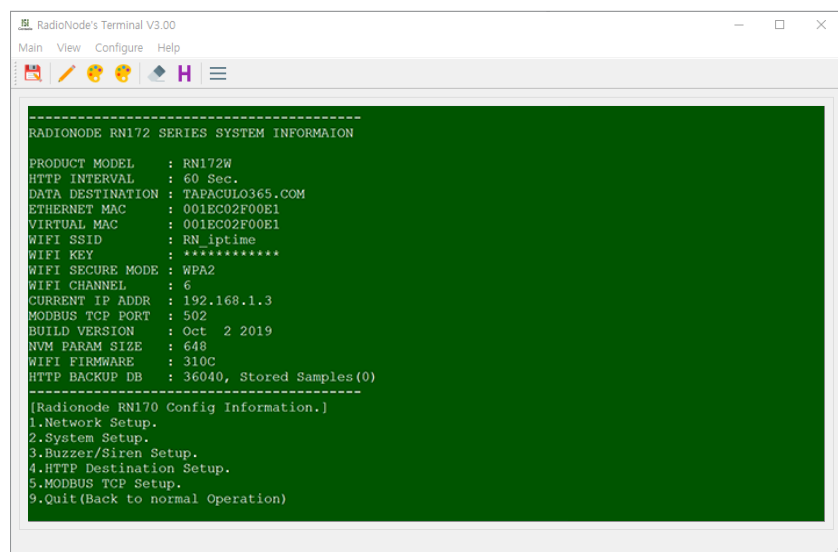 RadioNode's Terminal V3.00
Main View Configure Help
H
-----------------------------------------
RADIONODE RN172 SERIES SYSTEM INFORMAION
PRODUCT MODEL : RN172W
HTTP INTERVAL : 60 Sec.
DATA DESTINATION : TAPACULO365.COM
ETHERNET MAC : 001EC02F00E1
VIRTUAL MAC : 001EC02F00E1
WIFI SSID : RN_iptime
WIFI KEY : ************
WIFI SECURE MODE : WPA2
WIFI CHANNEL : 6
CURRENT IP ADDR : 192.168.1.3
MODBUS TCP PORT : 502
BUILD VERSION : Oct  2 2019
NVM PARAM SIZE : 648
WIFI FIRMWARE : 310C
HTTP BACKUP DB : 36040, Stored Samples(0)
-----------------------------------------
[Radionode RN170 Config Information.]
1.Network Setup.
2.System Setup.
3.Buzzer/Siren Setup.
4.HTTP Destination Setup.
5.MODBUS TCP Setup.
9.Quit(Back to normal Operation)